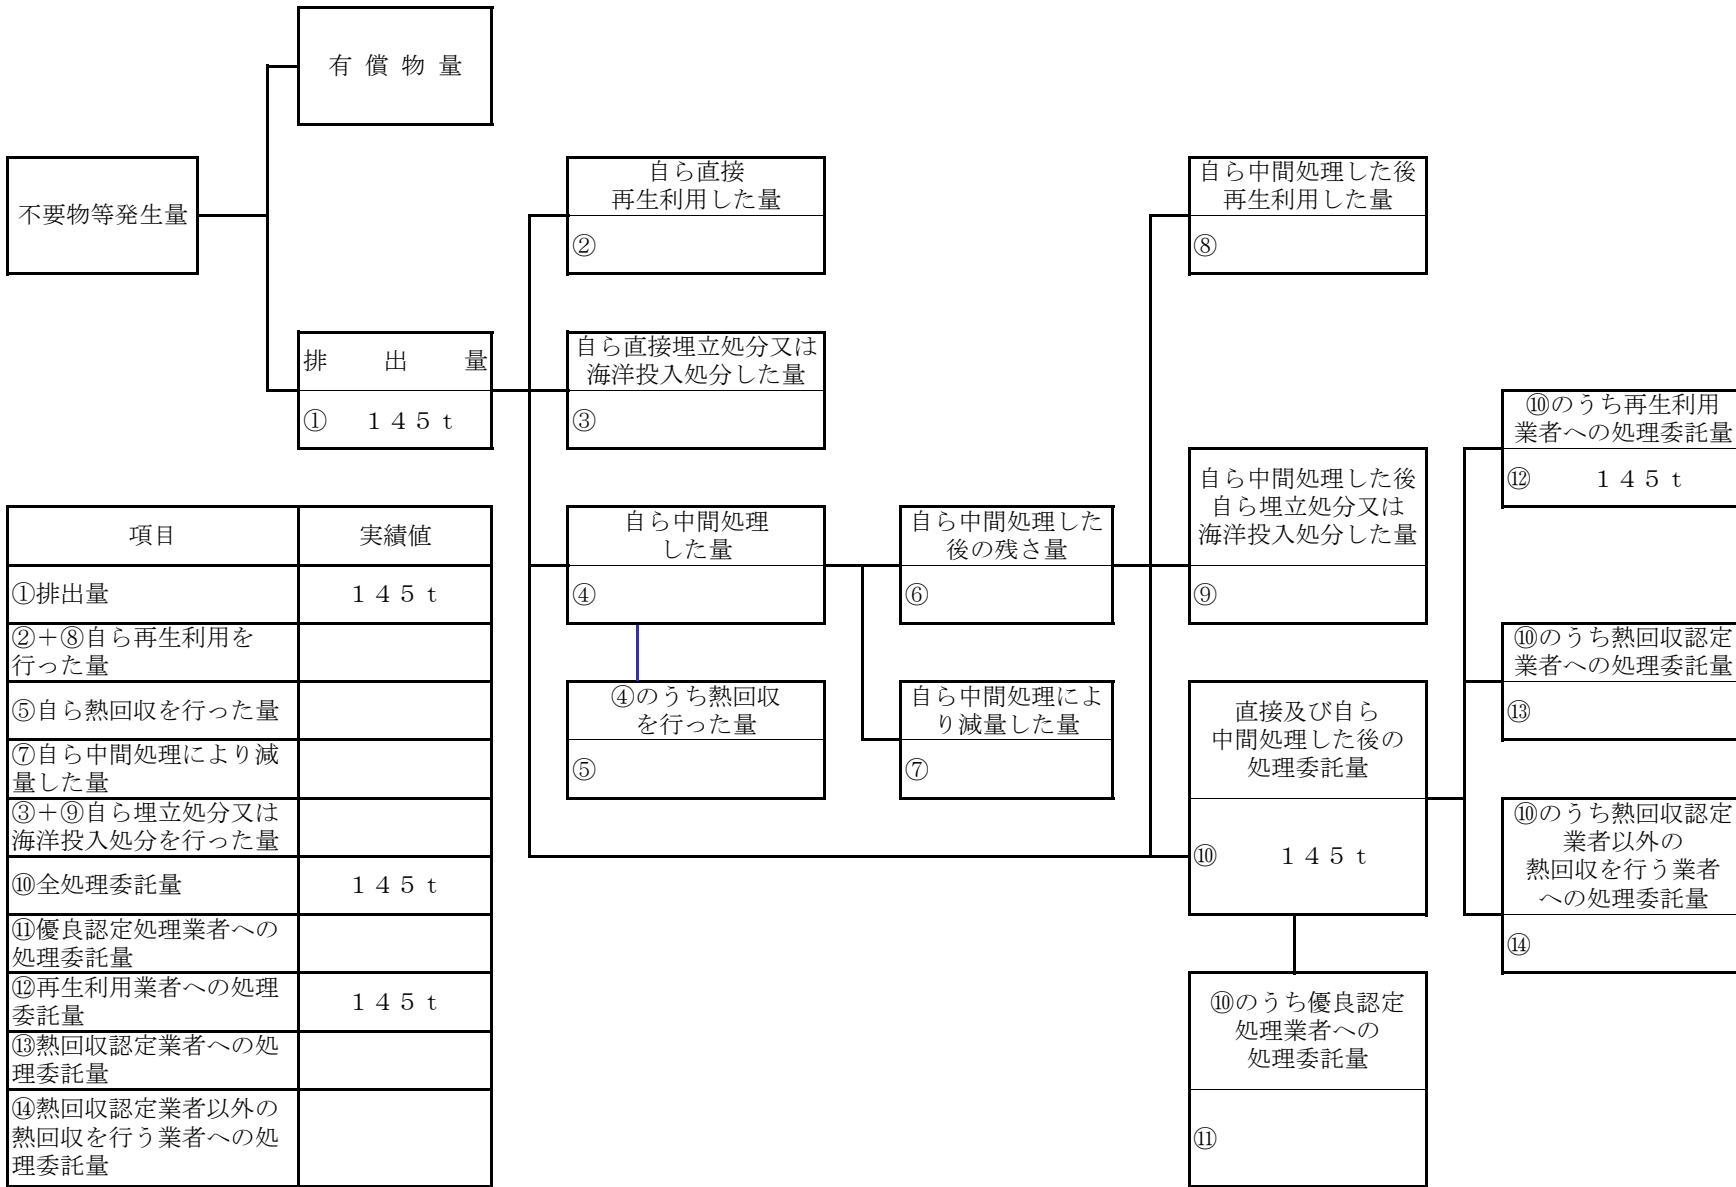 有 償 物 量
不要物等発生量
自ら直接
再生利用した量
②
自ら中間処理した後
再生利用した量
⑧
排 出 量
① １４５ｔ
自ら直接埋立処分又は
海洋投入処分した量
③
⑩のうち再生利用
業者への処理委託量
⑫ １４５ｔ
自ら中間処理
した量
④
自ら中間処理した
後の残さ量
⑥
自ら中間処理した後
自ら埋立処分又は
海洋投入処分した量
⑨
⑩のうち熱回収認定
業者への処理委託量
⑬
④のうち熱回収
を行った量
⑤
自ら中間処理によ
り減量した量
⑦
直接及び自ら
中間処理した後の
処理委託量
⑩ １４５ｔ
⑩のうち熱回収認定
業者以外の
熱回収を行う業者
への処理委託量
⑭
⑩のうち優良認定
処理業者への
処理委託量
⑪
項目 実績値
①排出量 １４５ｔ
②＋⑧自ら再生利用を
行った量
⑤自ら熱回収を行った量
⑦自ら中間処理により減
量した量
③＋⑨自ら埋立処分又は
海洋投入処分を行った量
⑩全処理委託量 １４５ｔ
⑪優良認定処理業者への
処理委託量
⑫再生利用業者への処理
委託量 １４５ｔ
⑬熱回収認定業者への処
理委託量
⑭熱回収認定業者以外の
熱回収を行う業者への処
理委託量